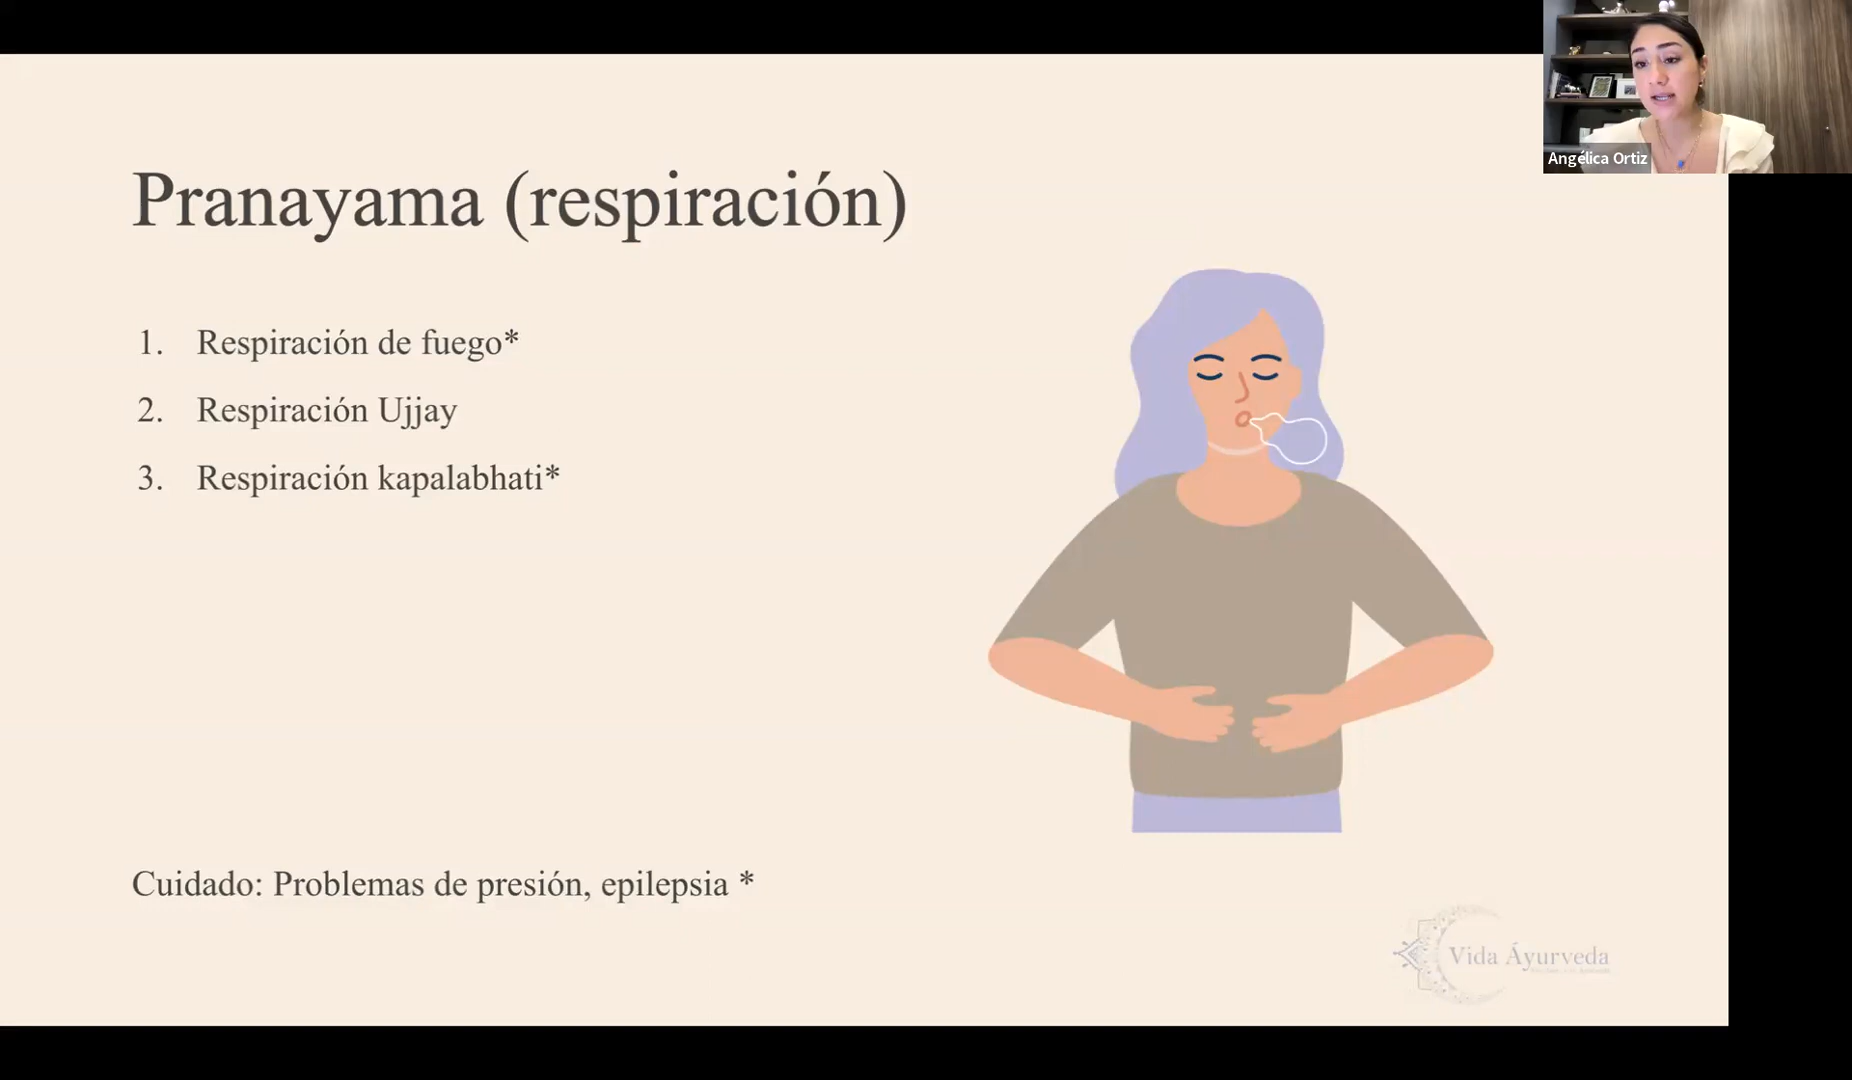 Angélica Ortiz
Pranayama (respiración)
1. Respiración de fuego*
2. Respiración Ujjay
3. Respiración kapalabhati*
Cuidado: Problemas de presión, epilepsia *
Vida Áyurveda